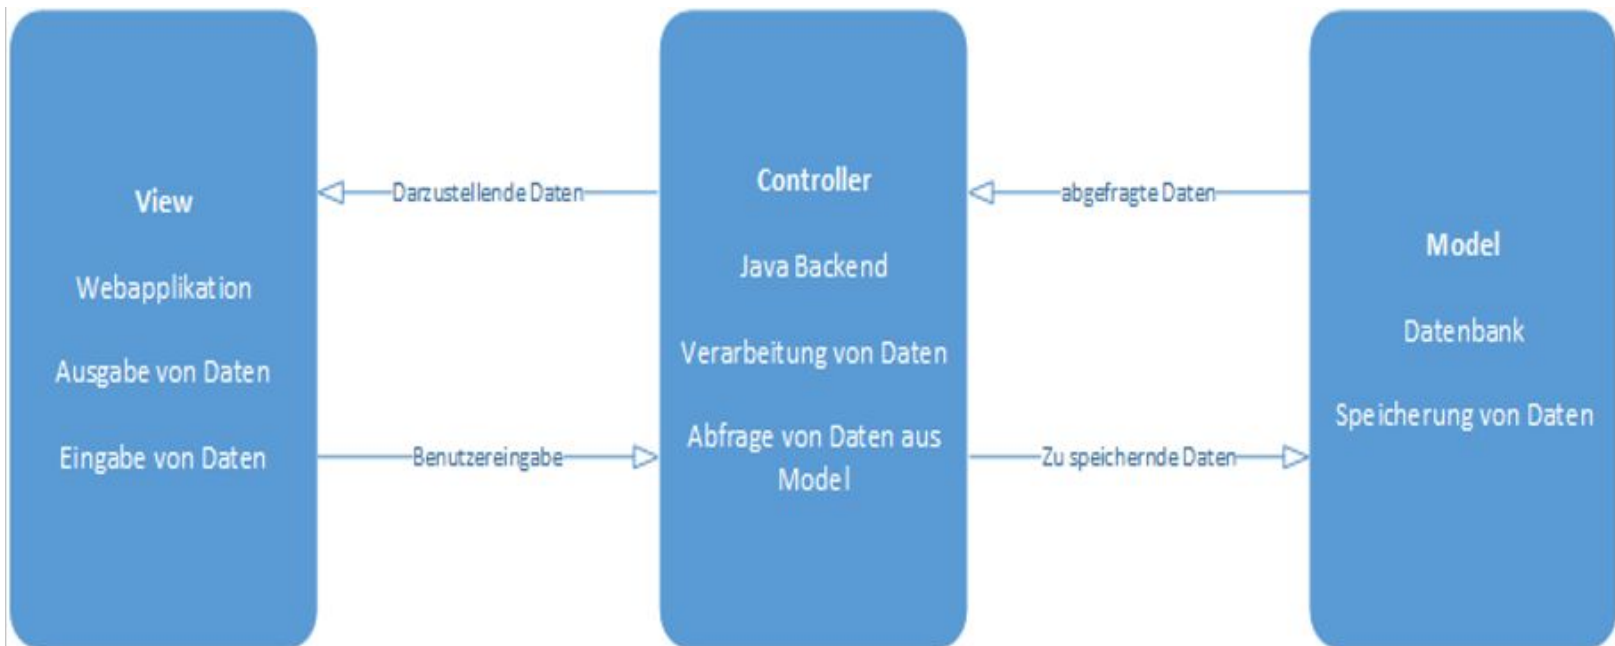 View
Webapplikation
Ausgabe von Daten
Eingabe von Daten
Darzustellende Daten
Benutzereingabe
Controller
Java Backend
Verarbeitung von Daten
Abfrage von Daten aus
Model
abgefragte Daten
Zu speichernde Daten
Model
Datenbank
Speicherung von Daten